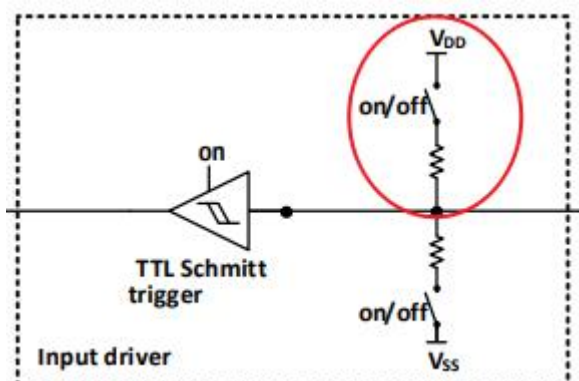 VDD
on/off
on
TTL Schmitt
trigger
on/off
Input driver
VSS